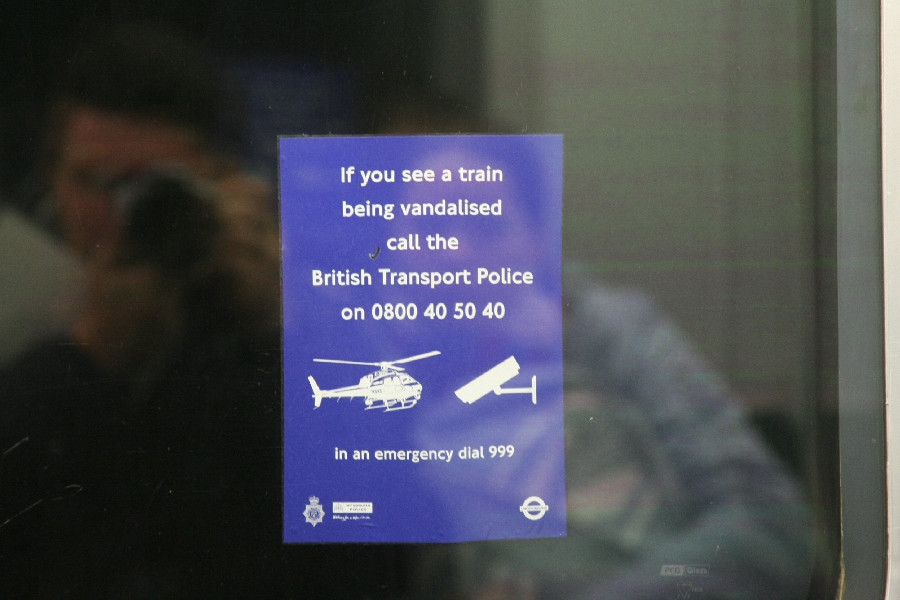 If you see a train
being vandalised
call the
British Transport Police
on 0800 40 50 40
in an emergency dial 999